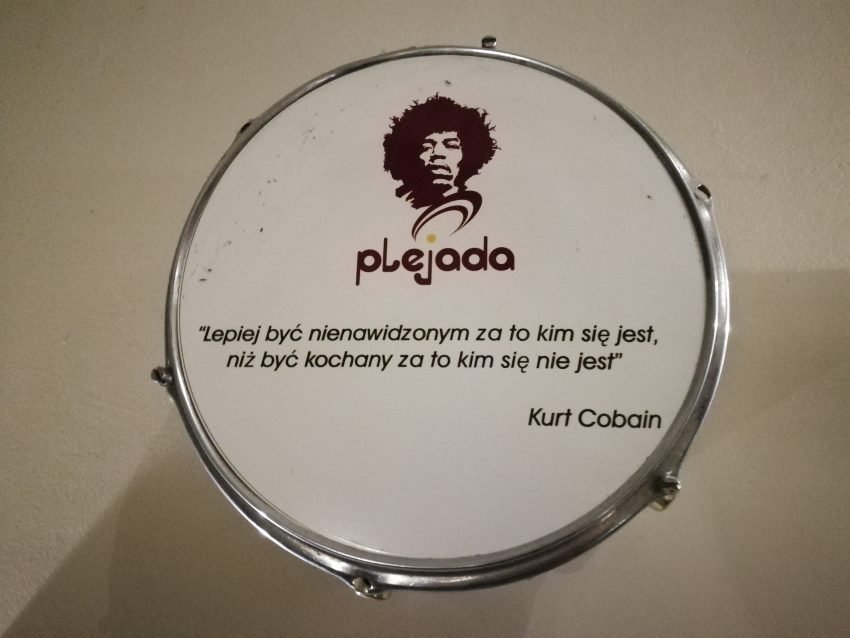 plejada
“Lepiej być nienawidzonym za to kim się jest,
niż być kochany za to kim się nie jest”
Kurt Cobain